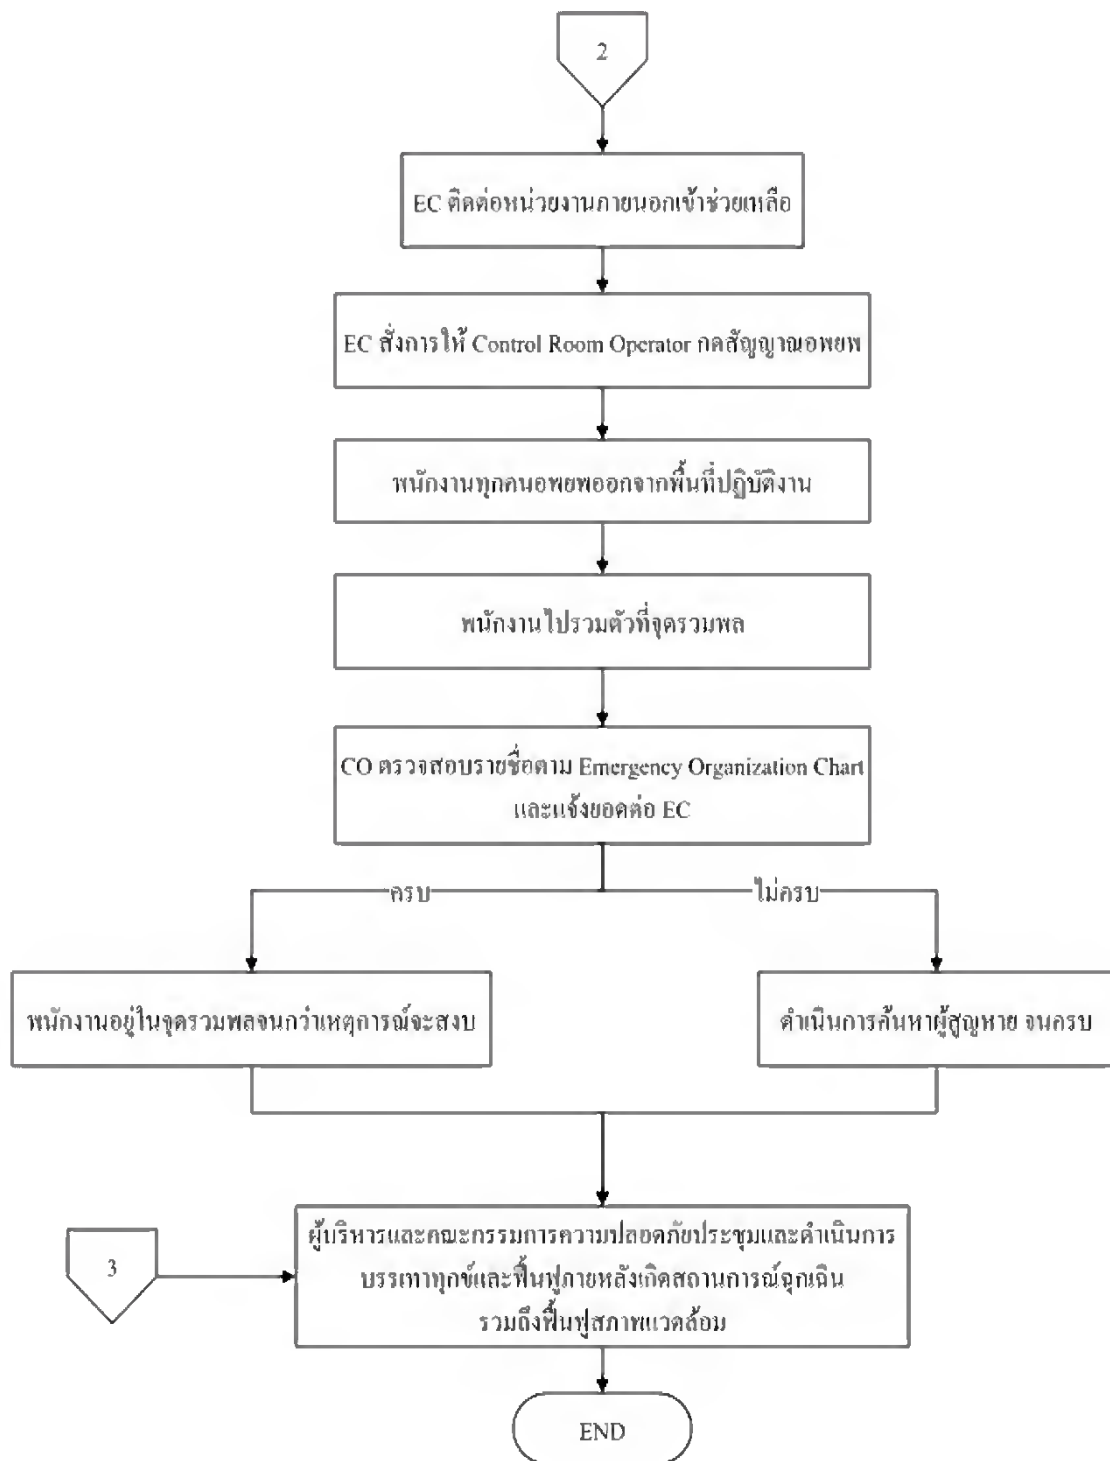 2
EC ติดต่อหน่วยงานภายนอกเข้าช่วยเหลือ
EC สั่งการให้ Control Room Operator กดสัญญาณอพยพ
พนักงานทุกคนอพยพออกจากพื้นที่ปฏิบัติงาน
พนักงานไปรวมตัวที่จุดรวมพล
CO ตรวจสอบรายชื่อตาม Emergency Organization Chart
และแจ้งยอดต่อ EC
ครบ
ไม่ครบ
พนักงานอยู่ในจุดรวมพลจนกว่าเหตุการณ์จะสงบ
ดำเนินการค้นหาผู้สูญหาย จนครบ
3
ผู้บริหารและคณะกรรมการความปลอดภัยประชุมและดำเนินการ
บรรเทาทุกข์และฟื้นฟูภายหลังเกิดสถานการณ์ฉุกเฉิน
รวมถึงฟื้นฟูสภาพแวดล้อม
END